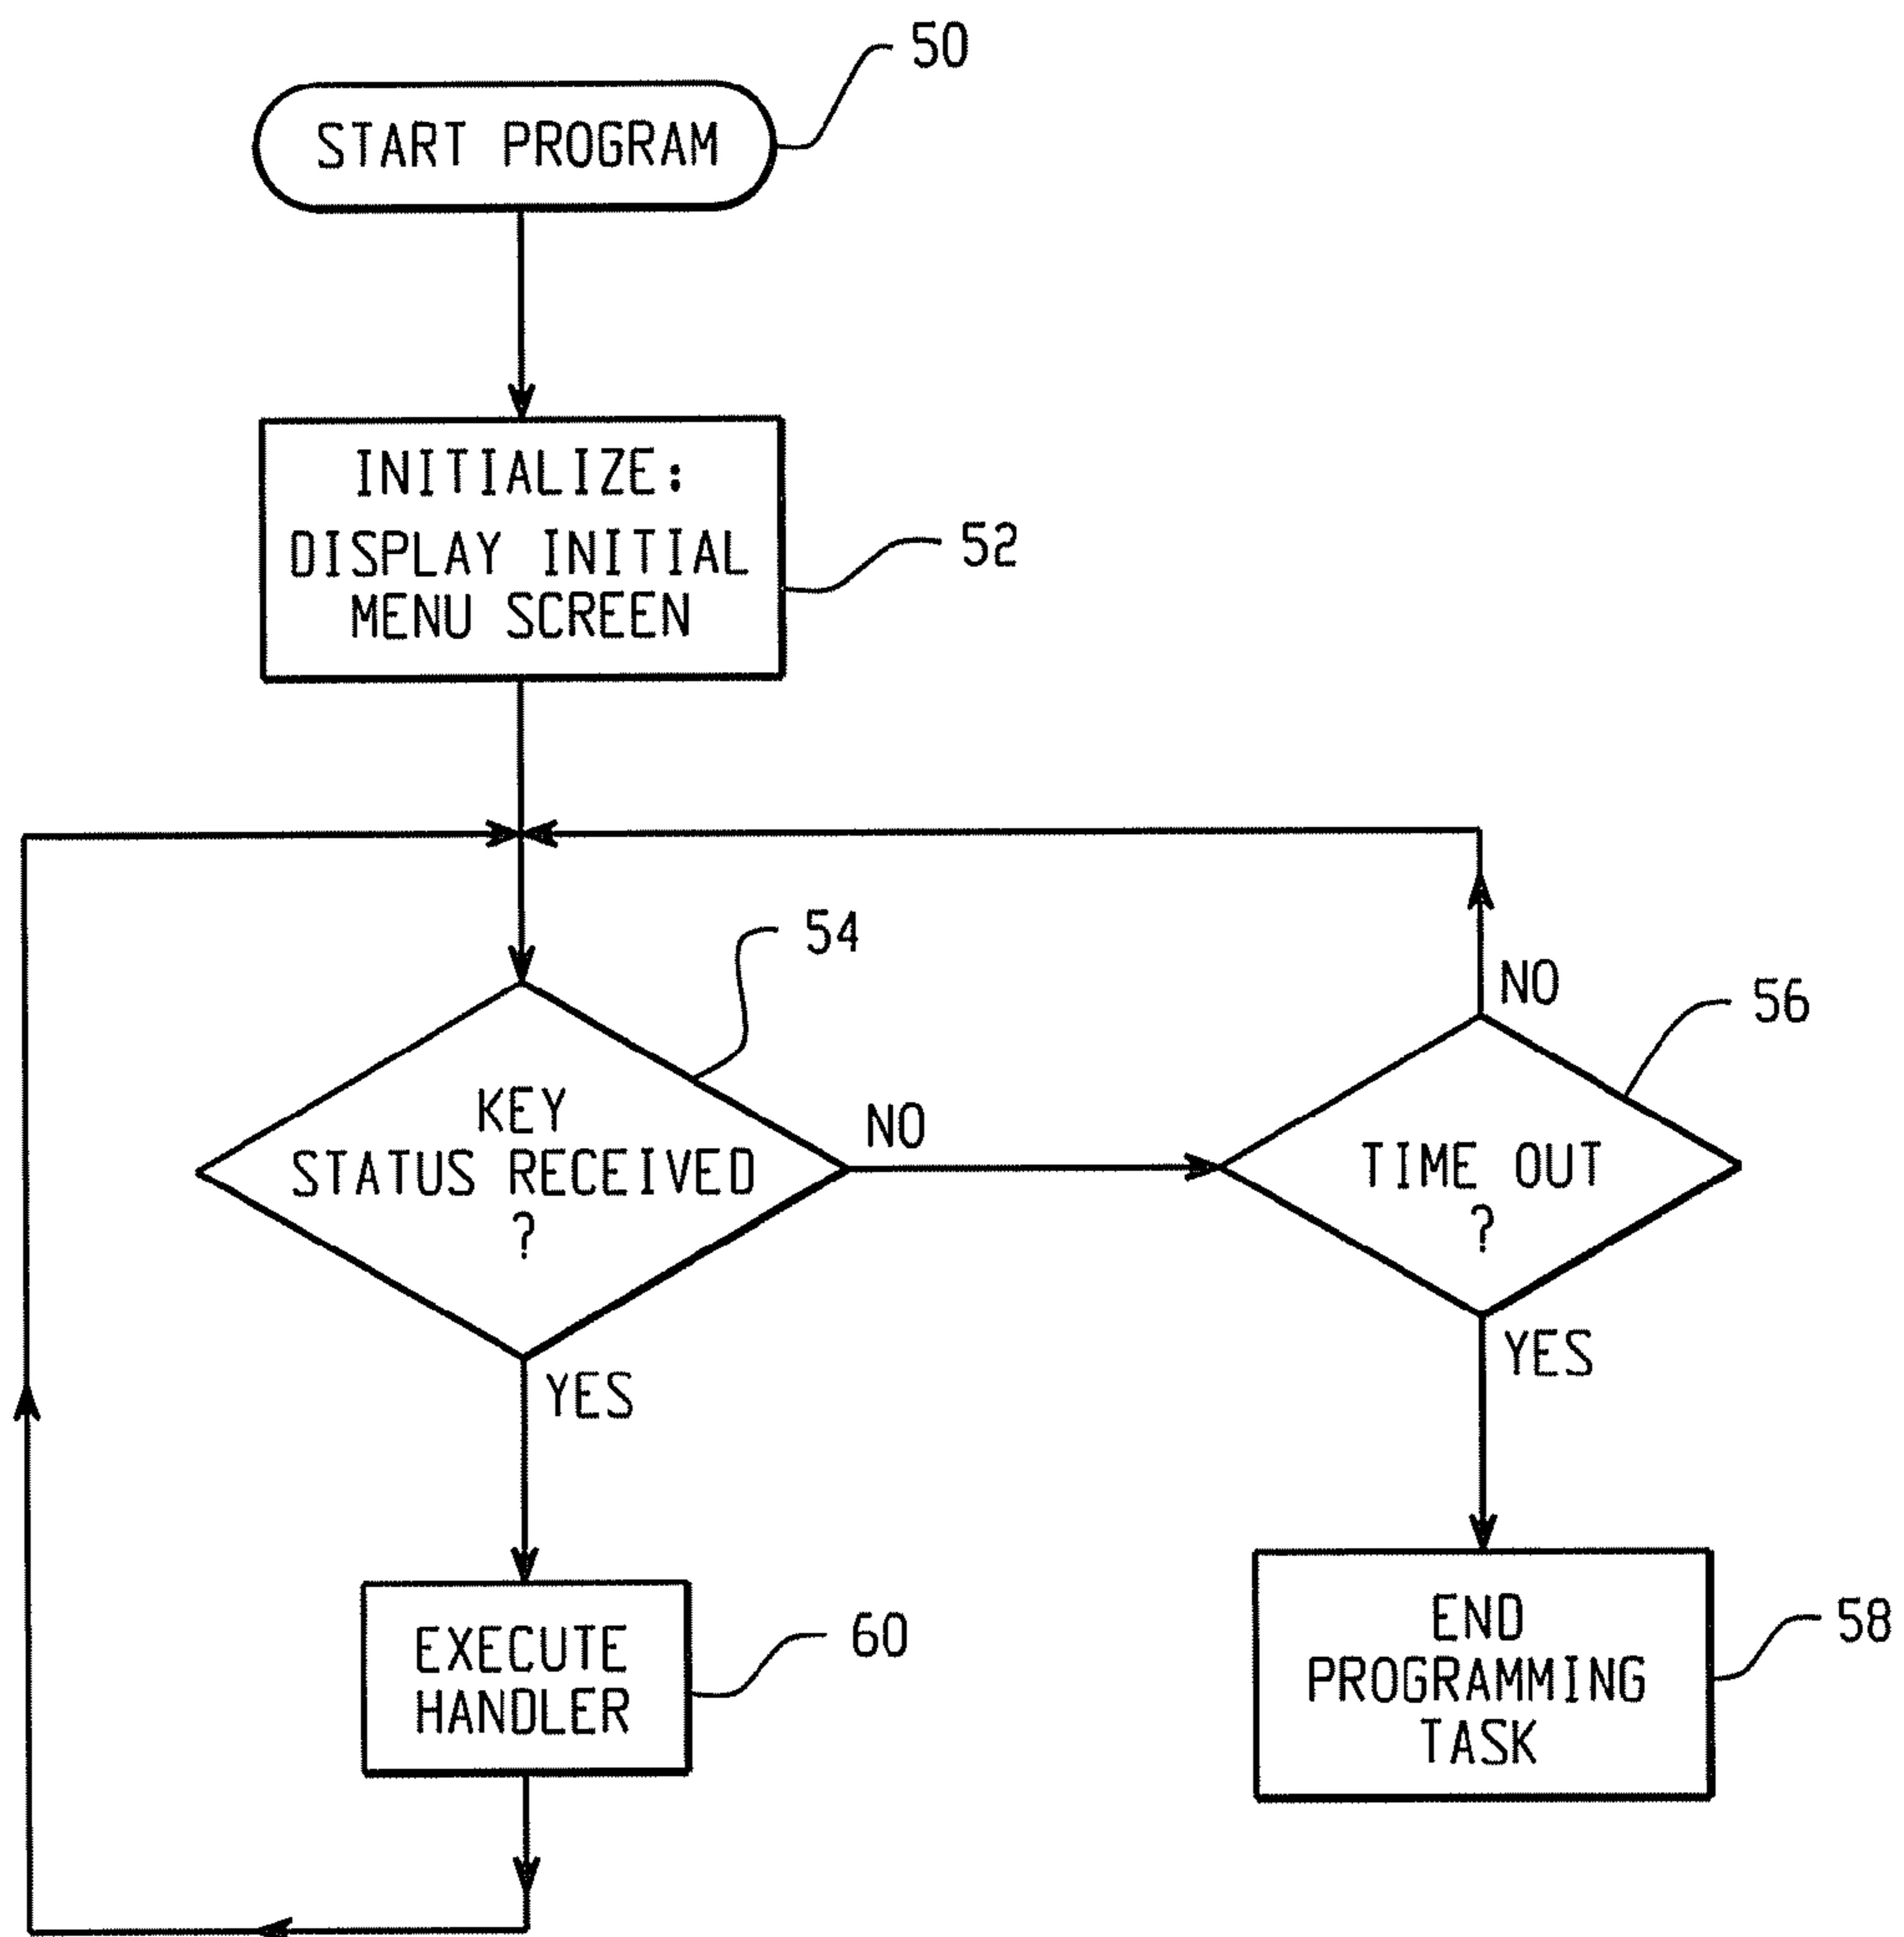 50
START PROGRAM
INITIALIZE:
DISPLAY INITIAL
MENU SCREEN
52
54
KEY
STATUS RECEIVED
?
NO
YES
NO
56
TIME OUT
?
YES
EXECUTE
HANDLER
60
END
PROGRAMMING
TASK
58